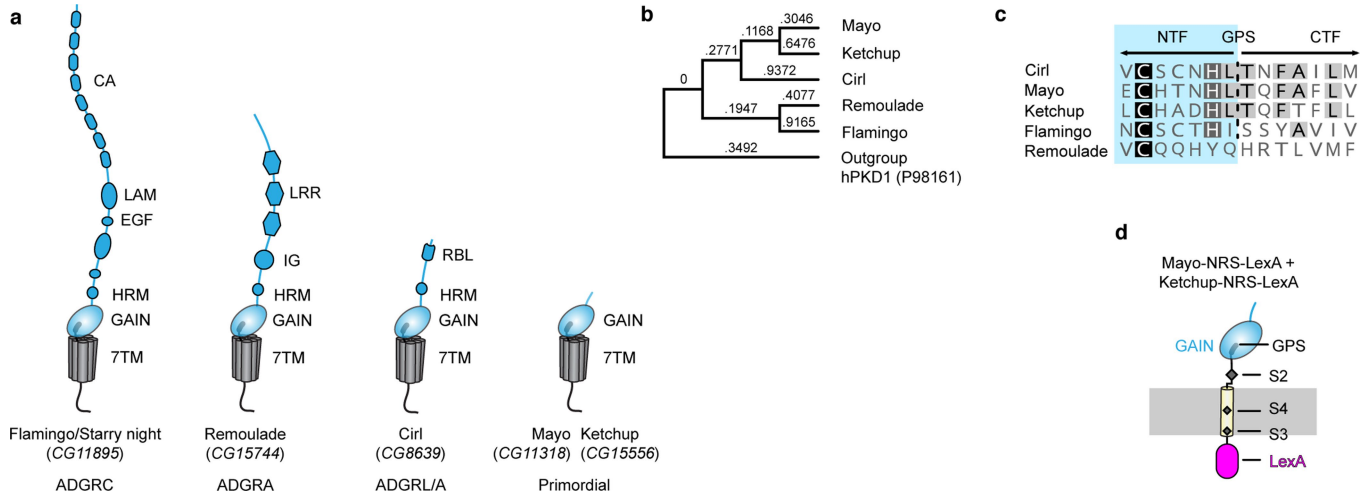 a
CA
LAM
EGF
HRM
GAIN
7TM
Flamingo/Starry night
(CG11895)
ADGRC
LRR
IG
HRM
GAIN
7TM
Remoulade
(CG15744)
ADGRA
RBL
HRM
GAIN
7TM
Cirl
(CG8639)
ADGRL/A
GAIN
7TM
Mayo Ketchup
(CG11318) (CG15556)
Primordial
b
0
.2771
.1168
.3046
.6476
.9372
.1947
.4077
.9165
.3492
Mayo
Ketchup
Cirl
Remoulade
Flamingo
Outgroup
hPKD1 (P98161)
c
NTF GPS CTF
Cirl V C S C N H L T N F A I L M
Mayo E C H T N H L T Q F A F L V
Ketchup L C H A D H L T Q F T F L L
Flamingo N C S C T H I S S Y A V I V
Remoulade V C Q Q H Y Q H R T L V M F
d
Mayo-NRS-LexA +
Ketchup-NRS-LexA
GAIN
GPS
S2
S4
S3
LexA